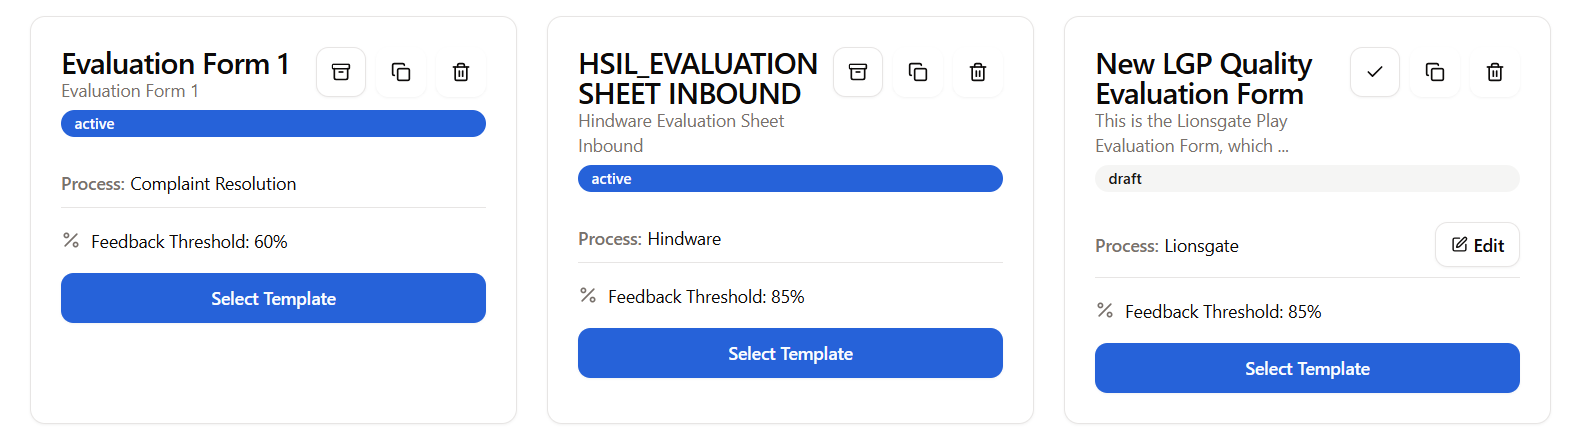 Evaluation Form 1
Evaluation Form 1
active
Process: Complaint Resolution
Feedback Threshold: 60%
Select Template
HSIL_EVALUATION
SHEET INBOUND
Hindware Evaluation Sheet
Inbound
active
Process: Hindware
Feedback Threshold: 85%
Select Template
New LGP Quality
Evaluation Form
This is the Lionsgate Play
Evaluation Form, which ...
draft
Process: Lionsgate
Edit
Feedback Threshold: 85%
Select Template